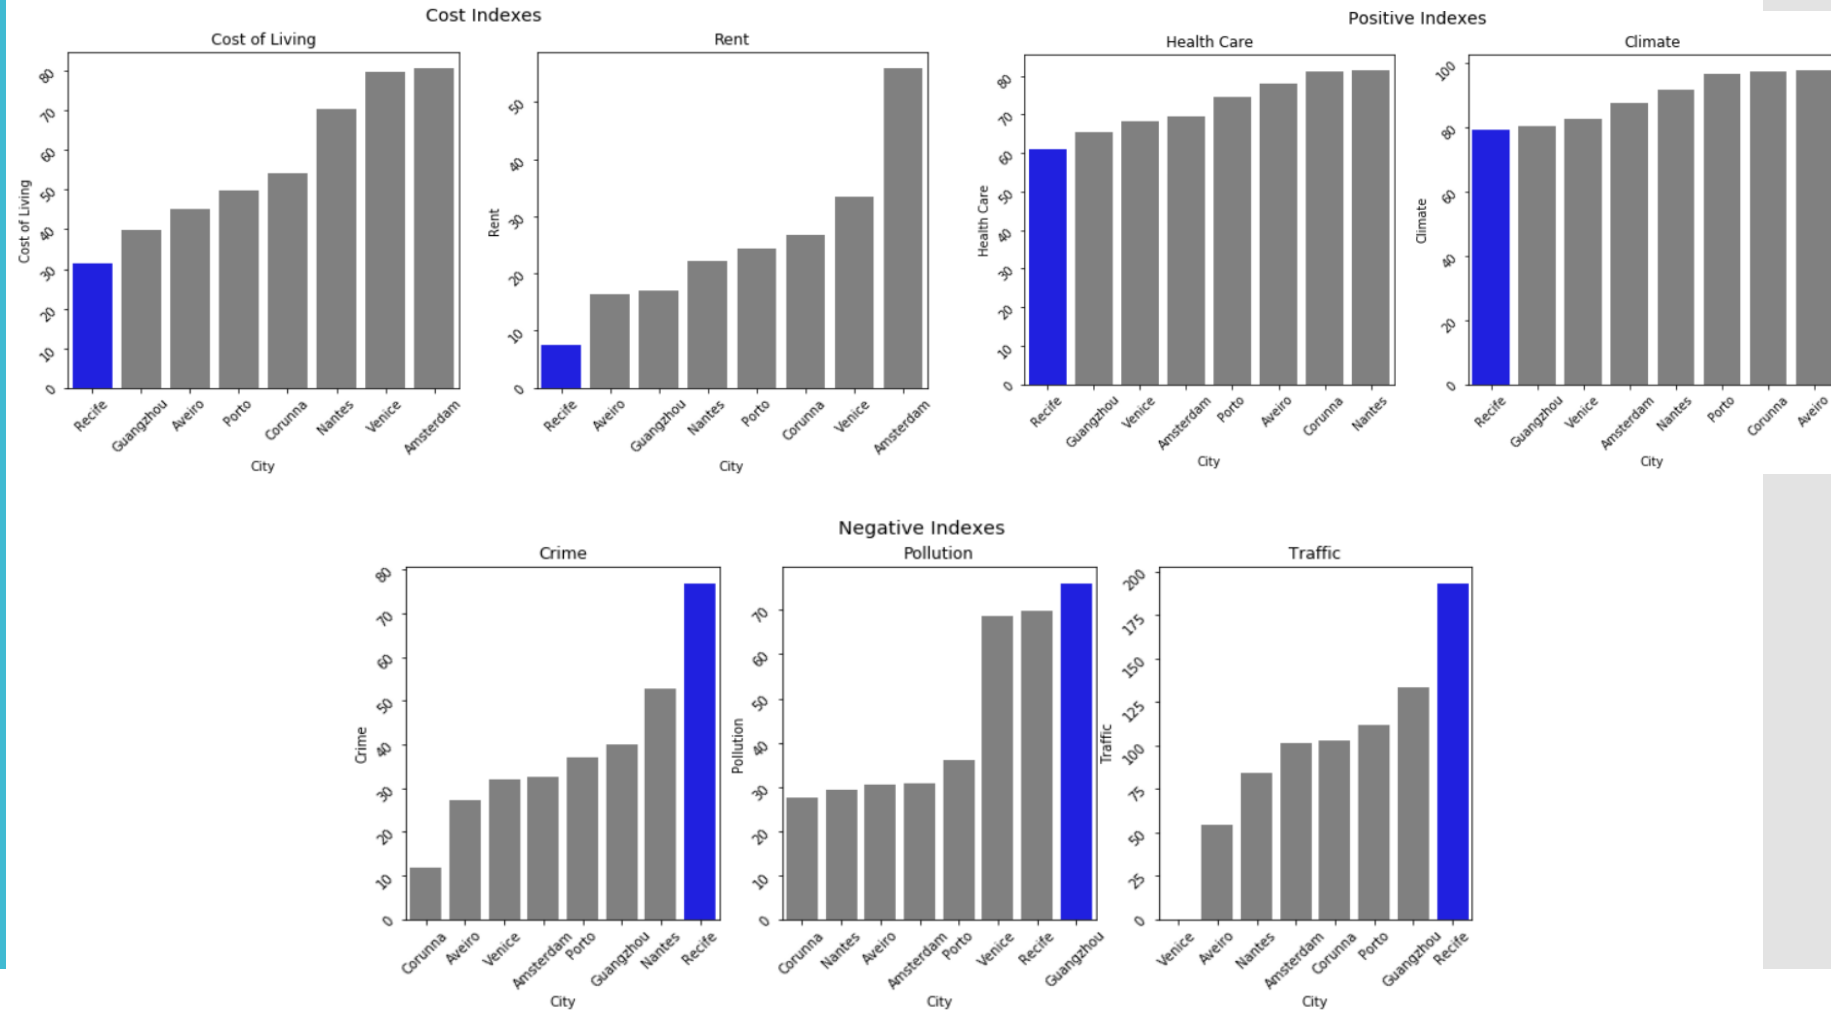 Cost Indexes
Cost of Living
Rent
Cost of Living
80
70
60
50
40
30
20
10
0
Recife
Guangzhou
Aveiro
Porto
Corunna
Nantes
Venice
Amsterdam
City
Rent
50
40
30
20
10
0
Recife
Aveiro
Guangzhou
Nantes
Porto
Corunna
Venice
Amsterdam
City
Positive Indexes
Health Care
Climate
Health Care
80
70
60
50
40
30
20
10
0
Recife
Guangzhou
Venice
Amsterdam
Porto
Aveiro
Corunna
Nantes
City
Climate
100
80
60
40
20
0
Recife
Guangzhou
Venice
Amsterdam
Nantes
Porto
Corunna
Aveiro
City
Negative Indexes
Crime
Pollution
Traffic
Crime
80
70
60
50
40
30
20
10
0
Corunna
Aveiro
Venice
Amsterdam
Porto
Guangzhou
Nantes
Recife
City
Pollution
70
60
50
40
30
20
10
0
Corunna
Nantes
Aveiro
Amsterdam
Porto
Venice
Recife
Guangzhou
City
Traffic
200
175
150
125
100
75
50
25
0
Venice
Aveiro
Nantes
Amsterdam
Corunna
Porto
Guangzhou
Recife
City